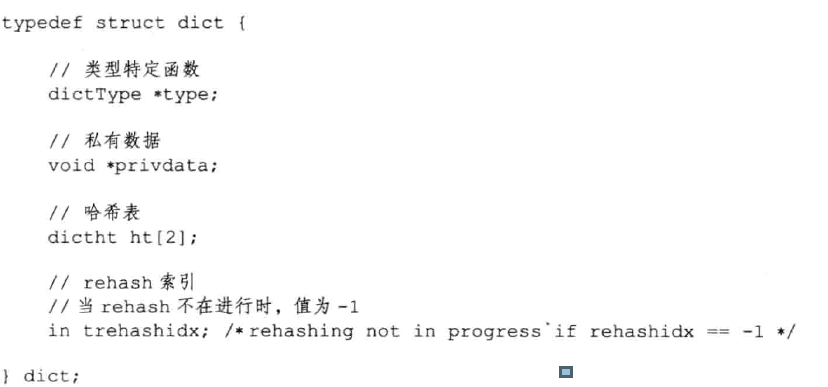 typedef struct dict {
// 类型特定函数
dictType *type;
// 私有数据
void *privdata;
// 哈希表
dictht ht[2];
// rehash 索引
// 当 rehash 不在进行时，值为 -1
in trehashidx; /* rehashing not in progress if rehashidx == -1 */
} dict;